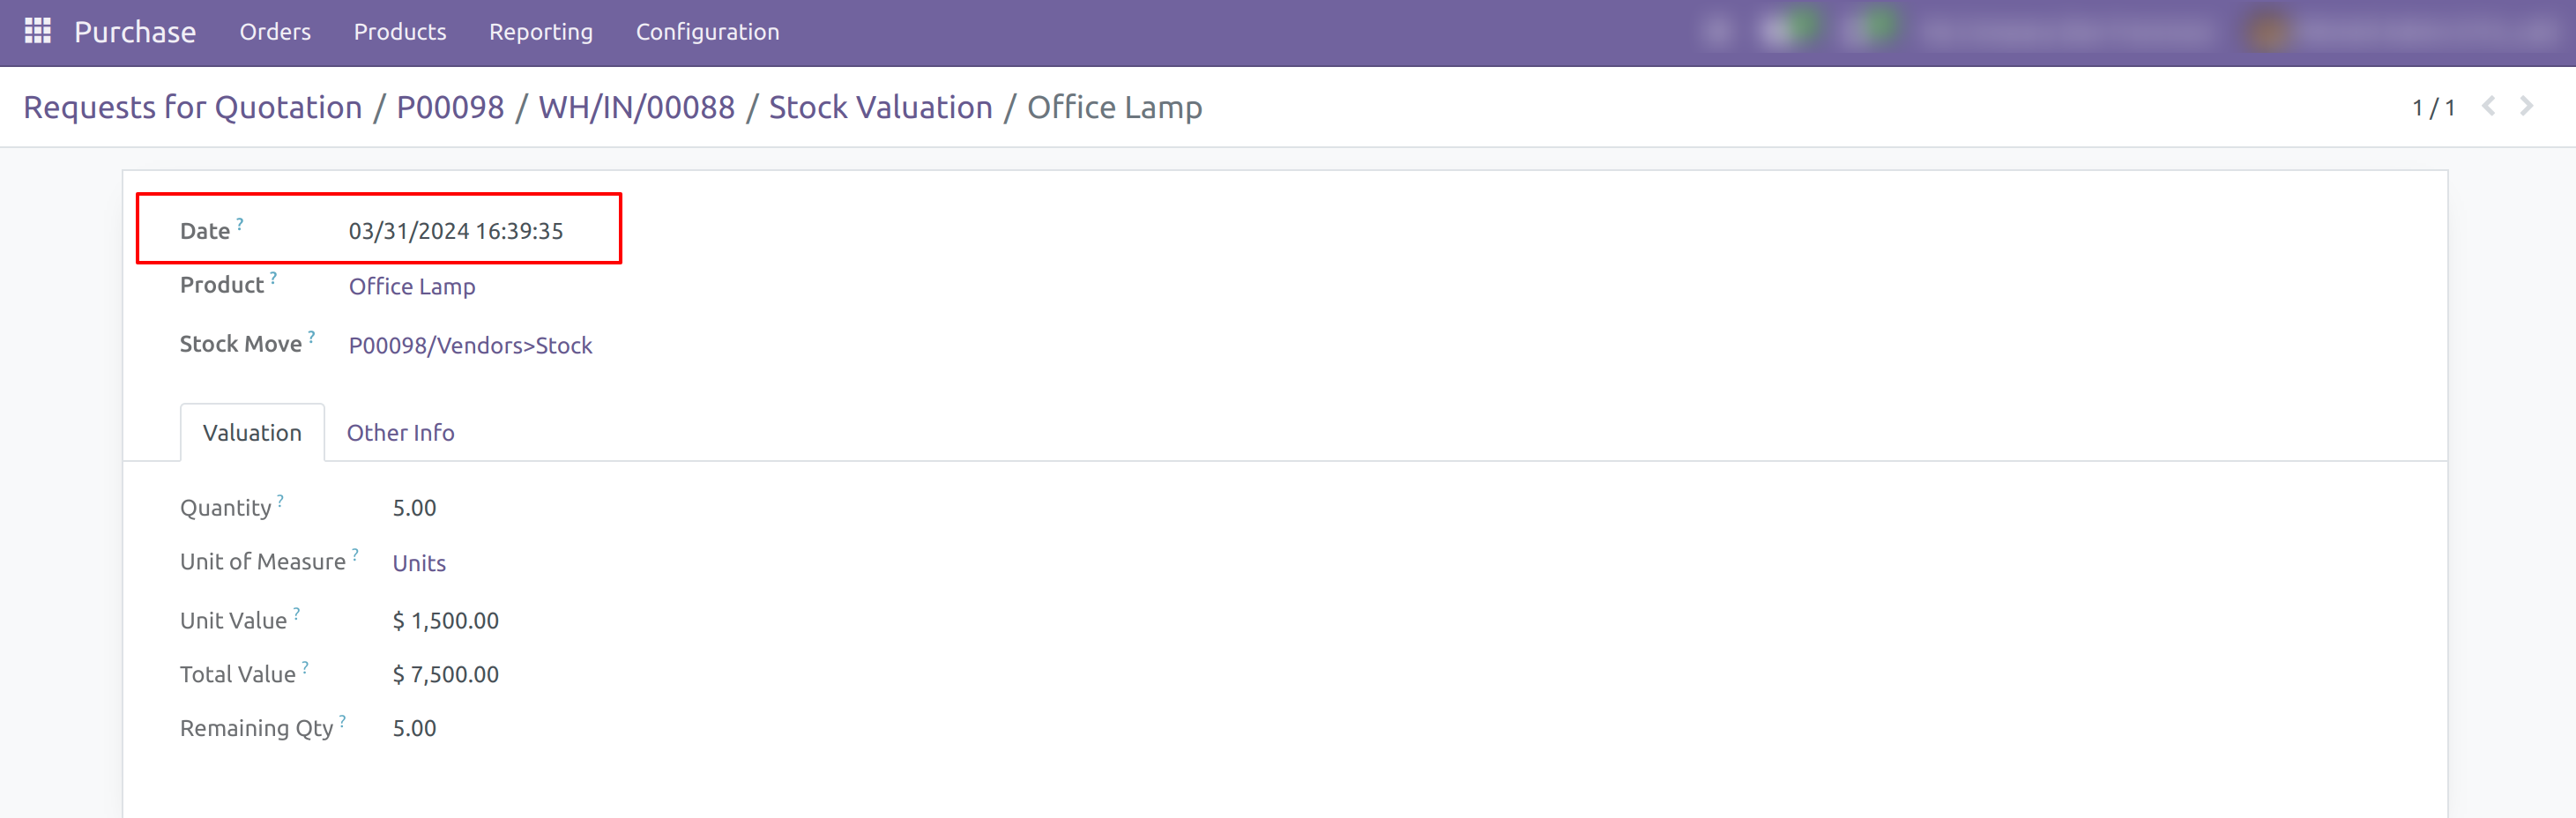 Purchase Orders Products Reporting Configuration
Requests for Quotation / P00098 / WH/IN/00088 / Stock Valuation / Office Lamp 1 / 1
Date ? 03/31/2024 16:39:35
Product ? Office Lamp
Stock Move ? P00098/Vendors>Stock
Valuation Other Info
Quantity ? 5.00
Unit of Measure ? Units
Unit Value ? $ 1,500.00
Total Value ? $ 7,500.00
Remaining Qty ? 5.00